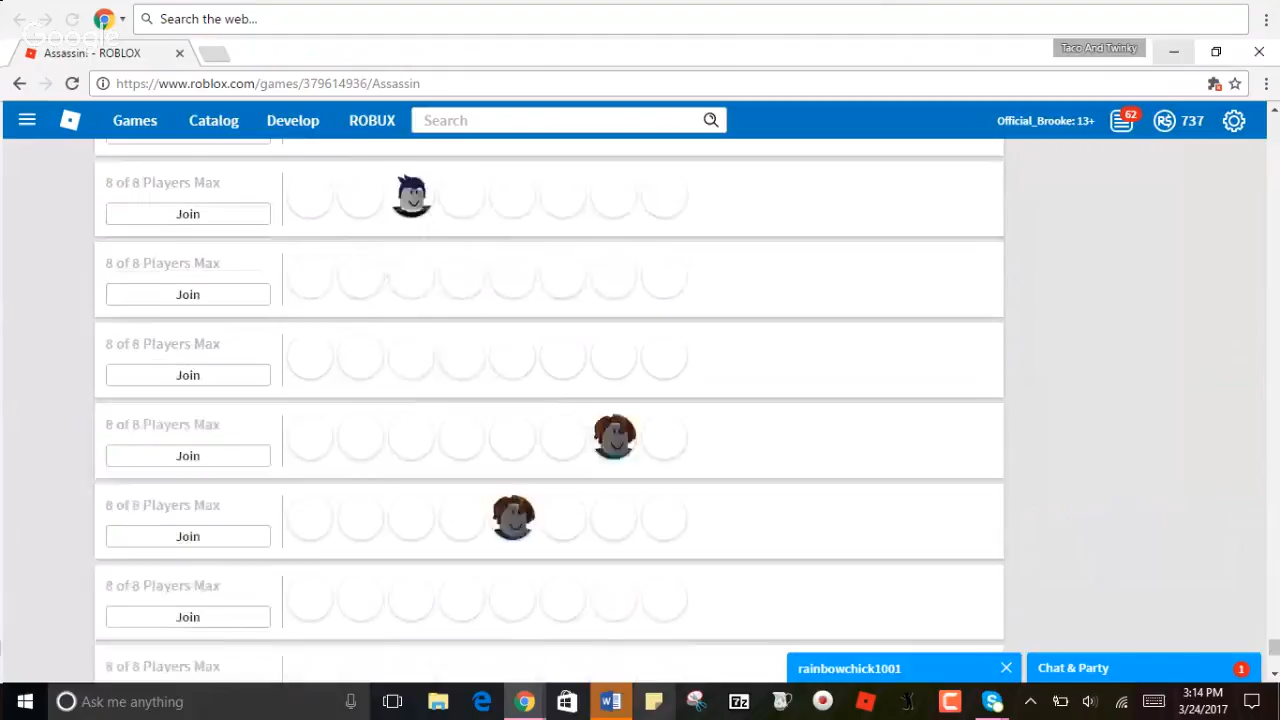 Search the web...
Google
Assassin! - ROBLOX
Taco And Twinky
https://www.roblox.com/games/379614936/Assassin
Games
Catalog
Develop
ROBUX
Search
Official_Brooke: 13+
62
R$
737
8 of 8 Players Max
Join
8 of 8 Players Max
Join
8 of 8 Players Max
Join
8 of 8 Players Max
Join
8 of 8 Players Max
Join
8 of 8 Players Max
Join
8 of 8 Players Max
rainbowchick1001
Chat & Party
1
Ask me anything
7z
3:14 PM
3/24/2017